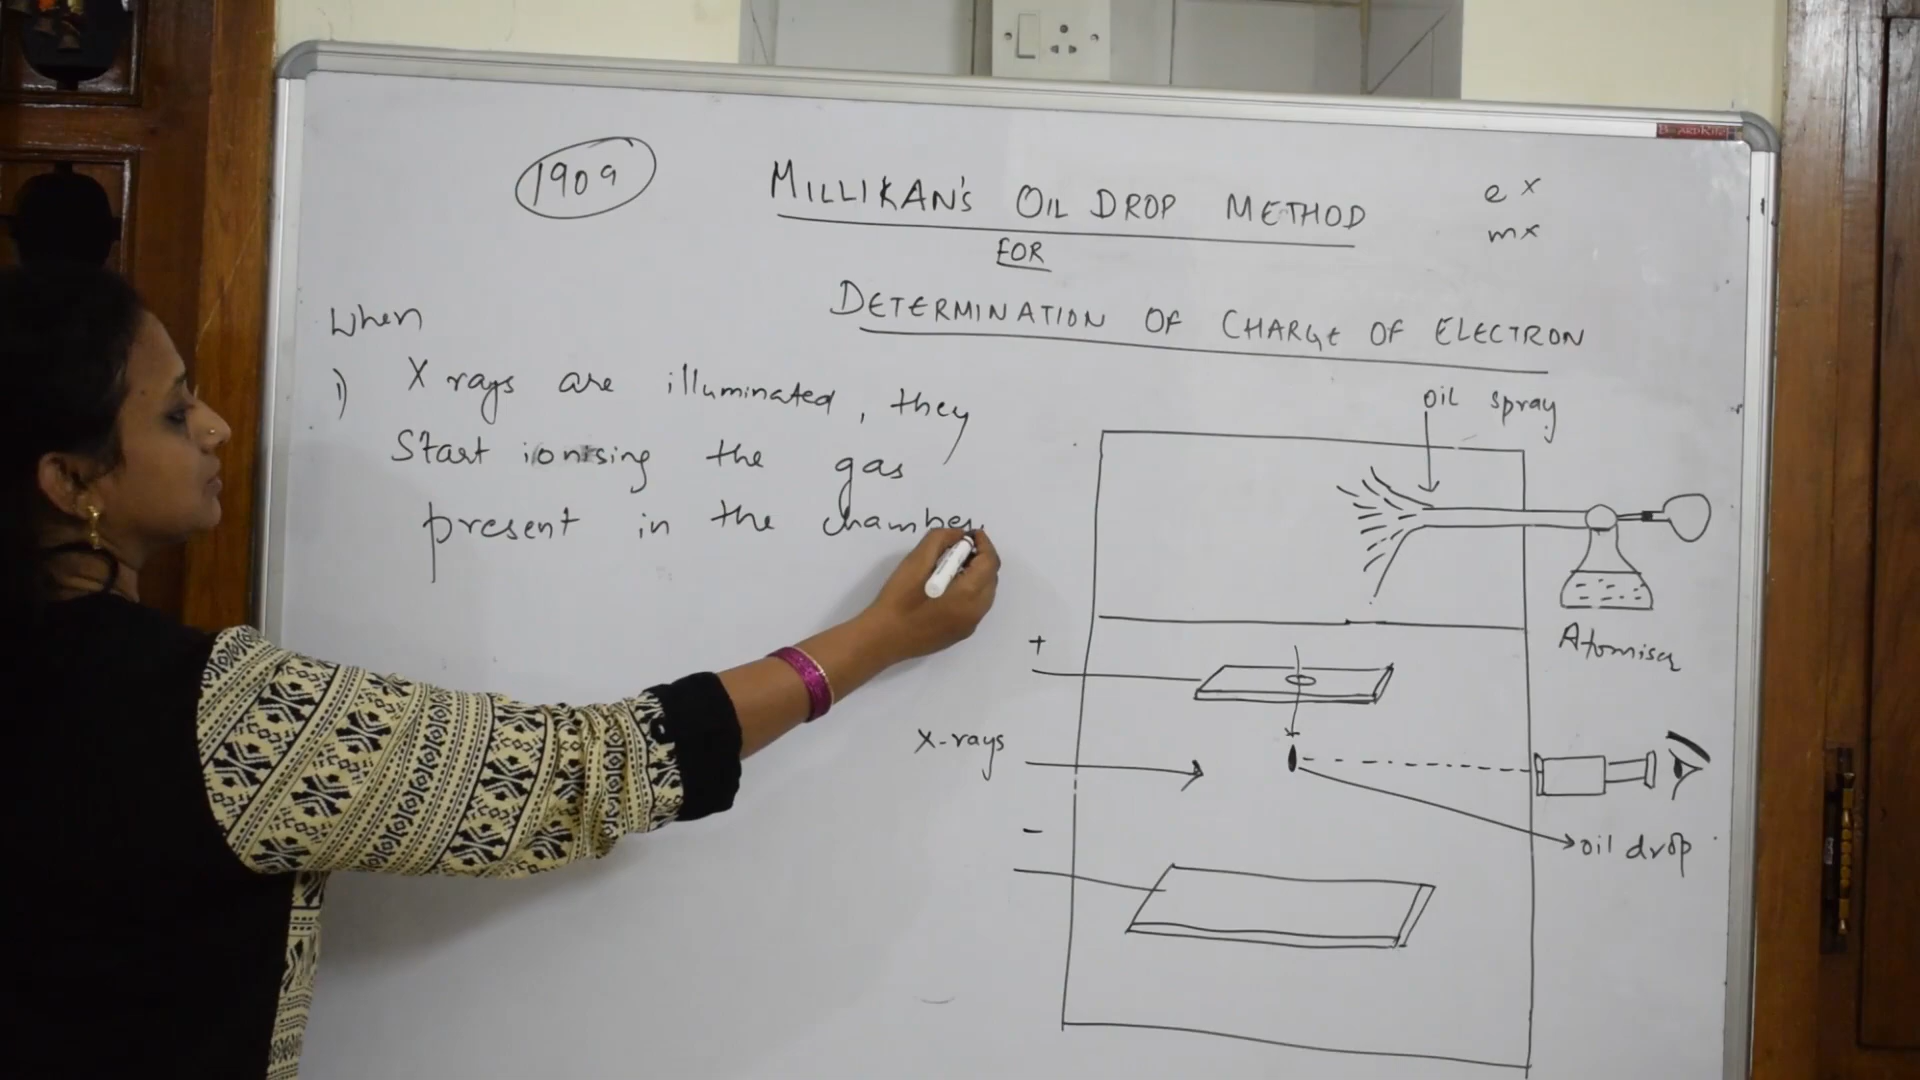 1909
MILLIKAN'S OIL DROP METHOD
e x
mx
FOR
DETERMINATION OF CHARGE OF ELECTRON
When
1) X rays are illuminated, they
Start ionising the gas
present in the chamber
oil spray
Atomiser
+
X-rays
-
oil drop